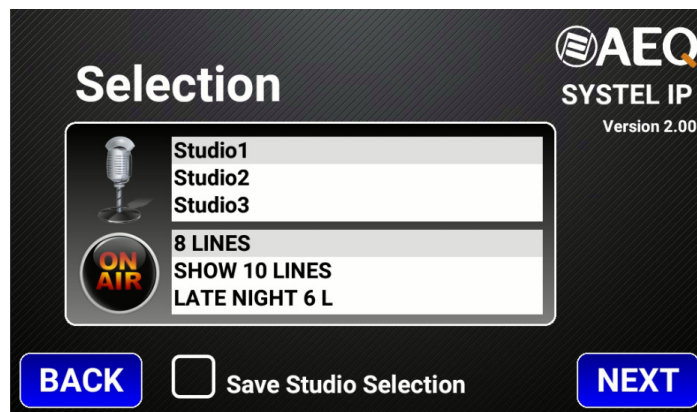 AEQ
Selection
SYSTEL IP
Version 2.00
Studio1
Studio2
Studio3
8 LINES
SHOW 10 LINES
LATE NIGHT 6 L
ON
AIR
BACK
Save Studio Selection
NEXT